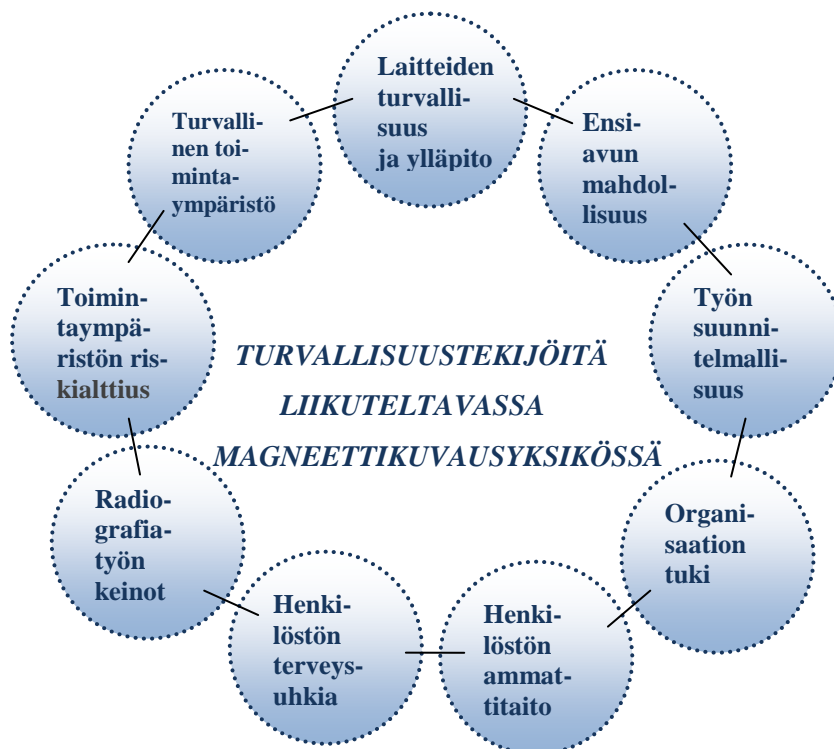 Laitteiden
turvalli-
suus
ja ylläpito
Ensi-
avun
mahdol-
lisuus
Työn
suunni-
telmalli-
suus
Organi-
saation
tuki
Henki-
löstön
ammat-
titaito
Henki-
löstön
terveys-
uhkia
Radio-
grafia-
työn
keinot
Toimin-
taympä-
ristön ris-
kialttius
Turvalli-
nen toi-
minta-
ympäristö
TURVALLISUUSTEKIJÖITÄ
LIIKUTELTAVASSA
MAGNEETTIKUVAUSYKSIKÖSSÄ